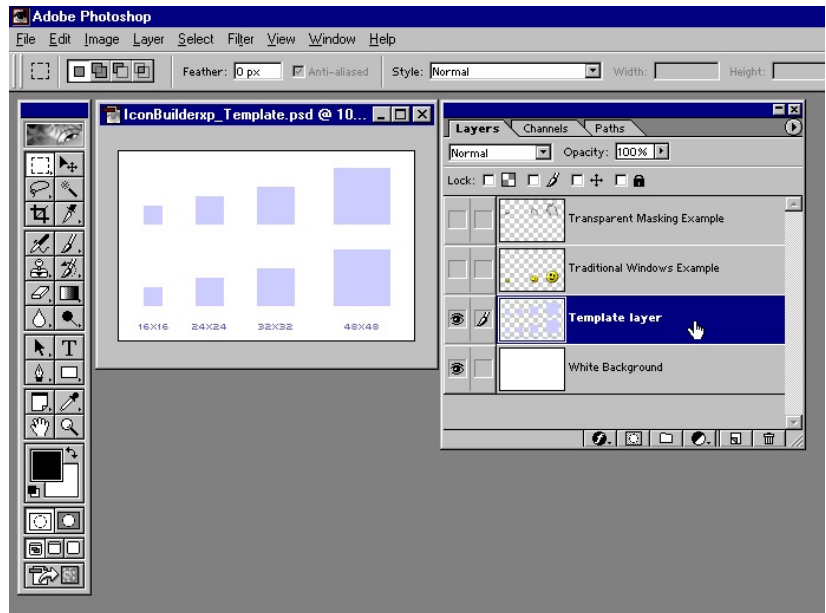 Adobe Photoshop
File Edit Image Layer Select Filter View Window Help
Feather: 0 px Anti-aliased Style: Normal Width: Height:
IconBuilderxp_Template.psd @ 10...
16X16 24X24 32X32 48X48
T
Layers Channels Paths
Normal Opacity: 100%
Lock:
Transparent Masking Example
Traditional Windows Example
Template layer
White Background